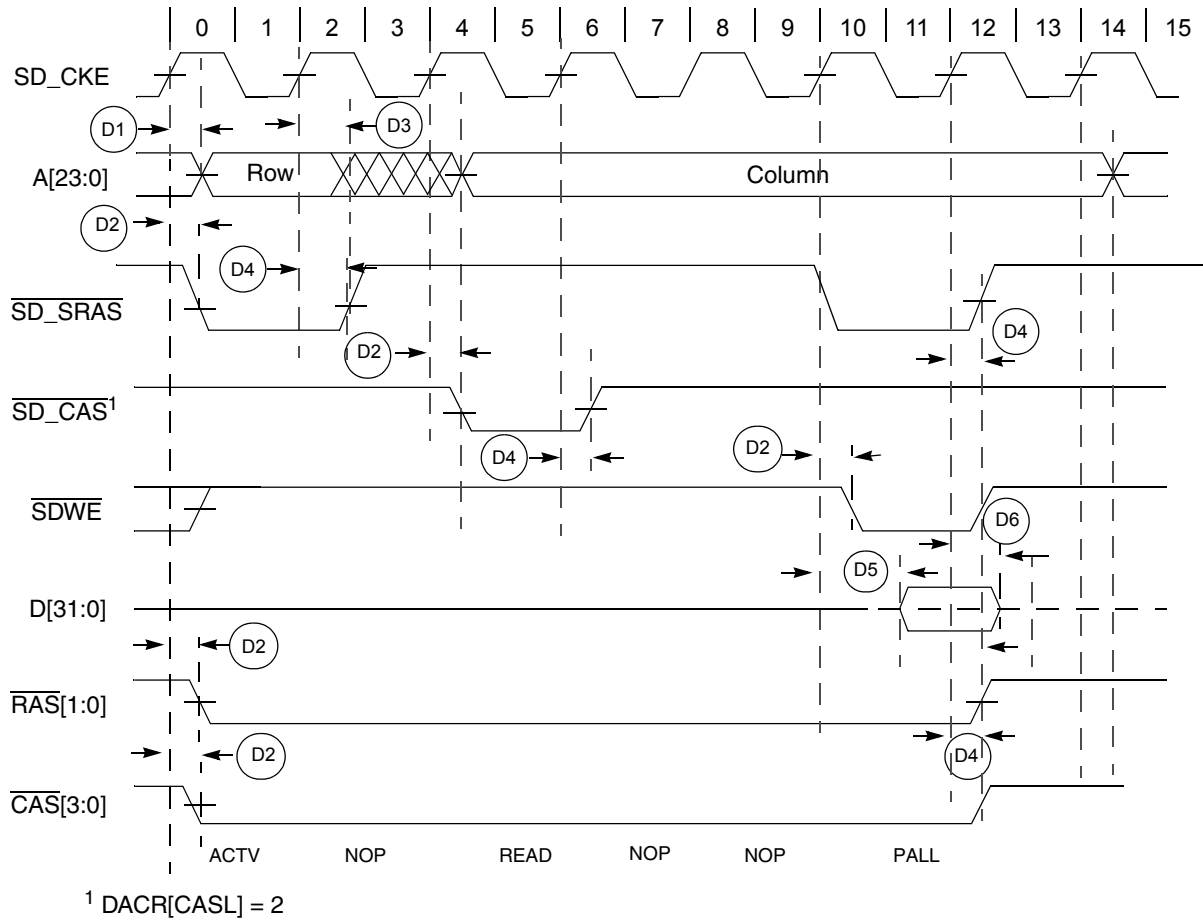 0 1 2 3 4 5 6 7 8 9 10 11 12 13 14 15
SD_CKE
D1 D3
A[23:0] Row Column
D2
D4
SD_SRAS
D4
D2
SD_CAS1
D4 D2
SDWE
D6
D5
D[31:0]
D2
RAS[1:0]
D2 D4
CAS[3:0]
ACTV NOP READ NOP NOP PALL
1 DACR[CASL] = 2